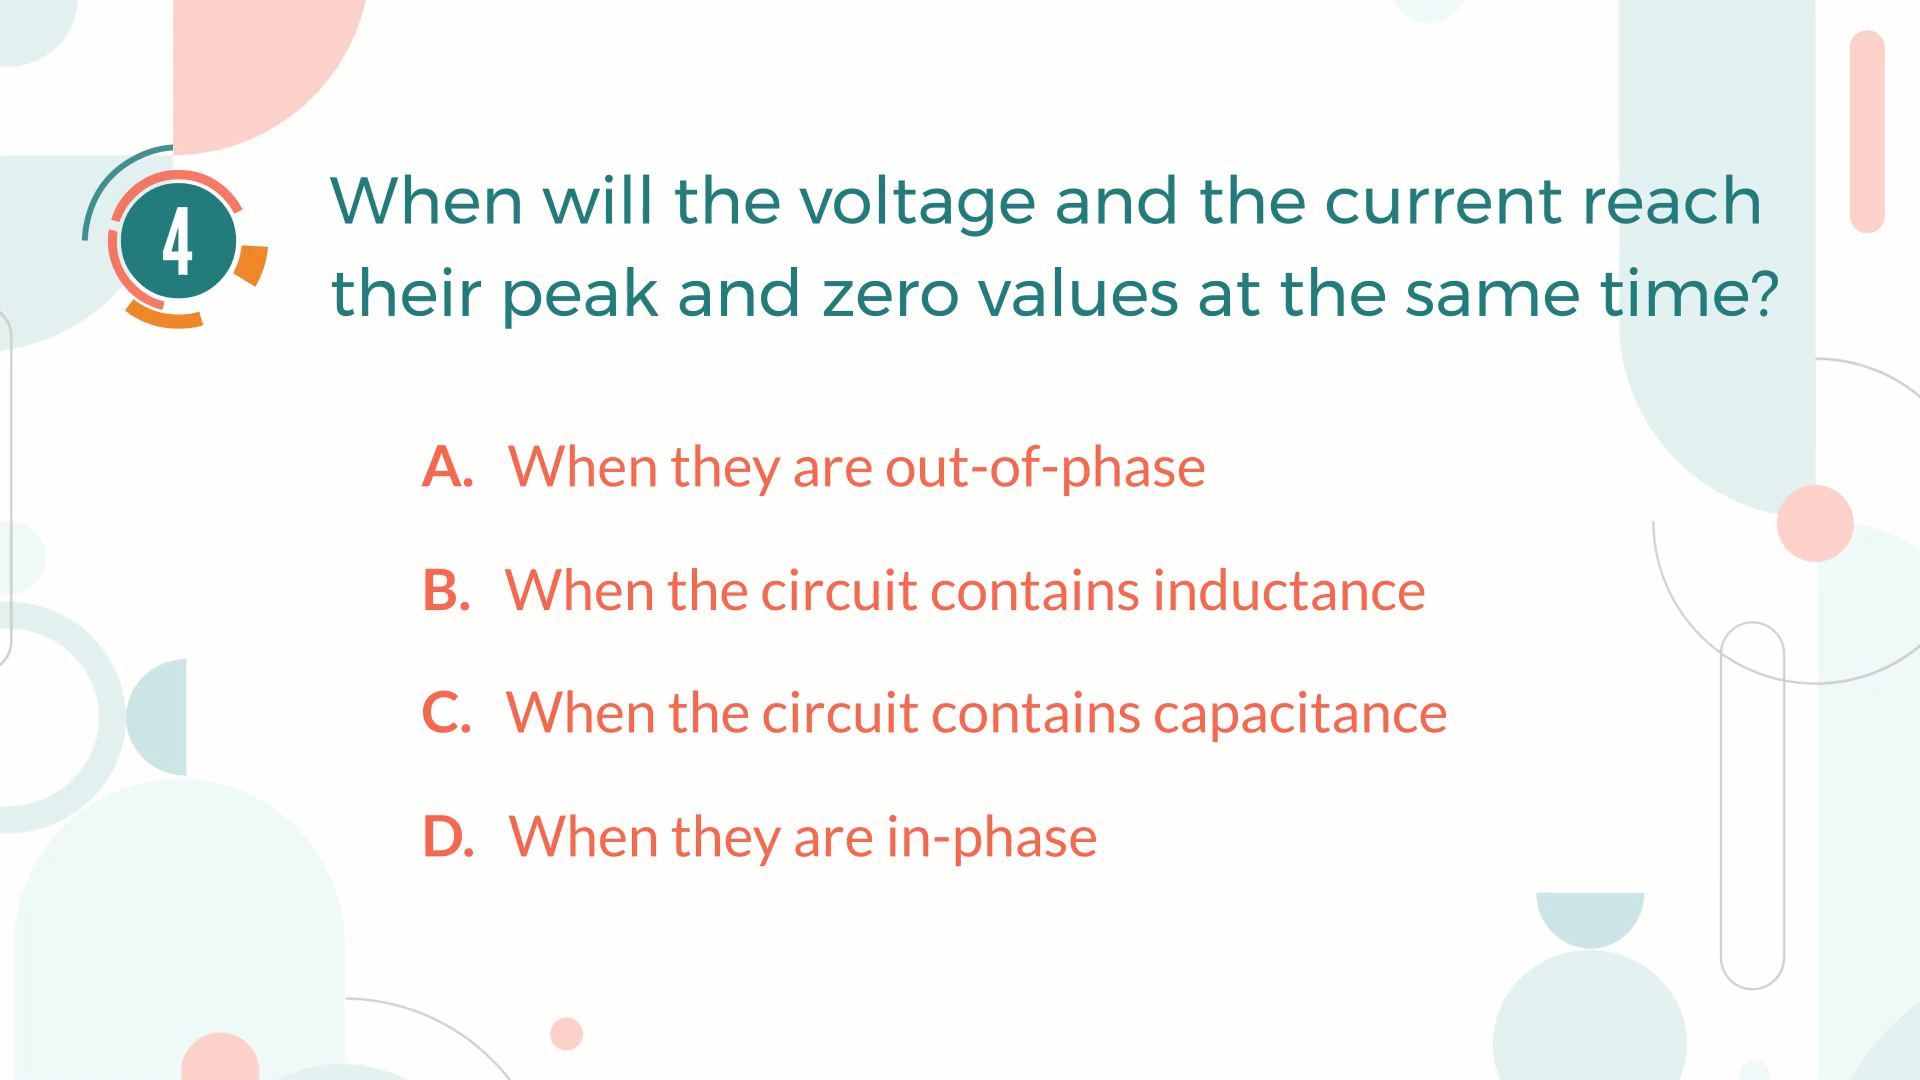 4
When will the voltage and the current reach
their peak and zero values at the same time?
A. When they are out-of-phase
B. When the circuit contains inductance
C. When the circuit contains capacitance
D. When they are in-phase